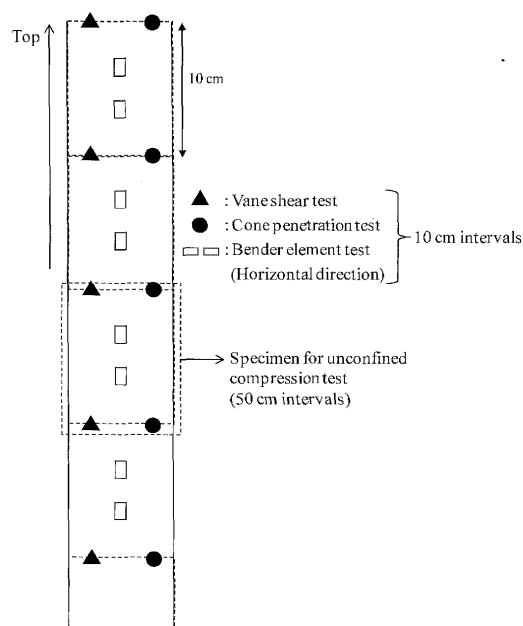 Top
10 cm
▲ : Vane shear test
● : Cone penetration test
▭▭ : Bender element test
(Horizontal direction)
10 cm intervals
Specimen for unconfined
compression test
(50 cm intervals)